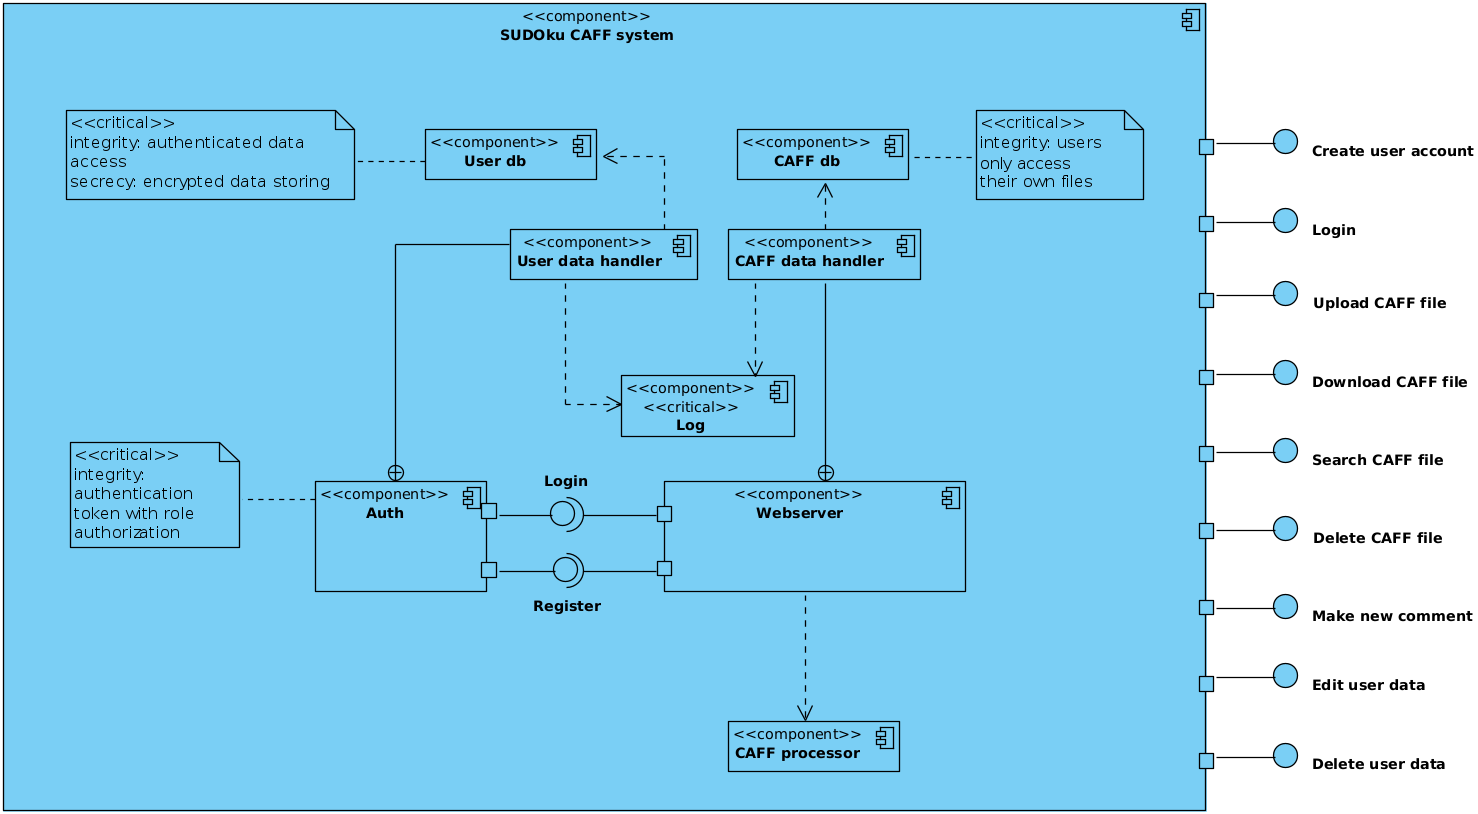 <<component>>
SUDOku CAFF system
<<critical>>
integrity: authenticated data
access
secrecy: encrypted data storing
<<component>>
User db
<<component>>
CAFF db
<<critical>>
integrity: users
only access
their own files
<<component>>
User data handler
<<component>>
CAFF data handler
<<component>>
<<critical>>
Log
<<critical>>
integrity:
authentication
token with role
authorization
<<component>>
Auth
Login
Register
<<component>>
Webserver
<<component>>
CAFF processor
Create user account
Login
Upload CAFF file
Download CAFF file
Search CAFF file
Delete CAFF file
Make new comment
Edit user data
Delete user data